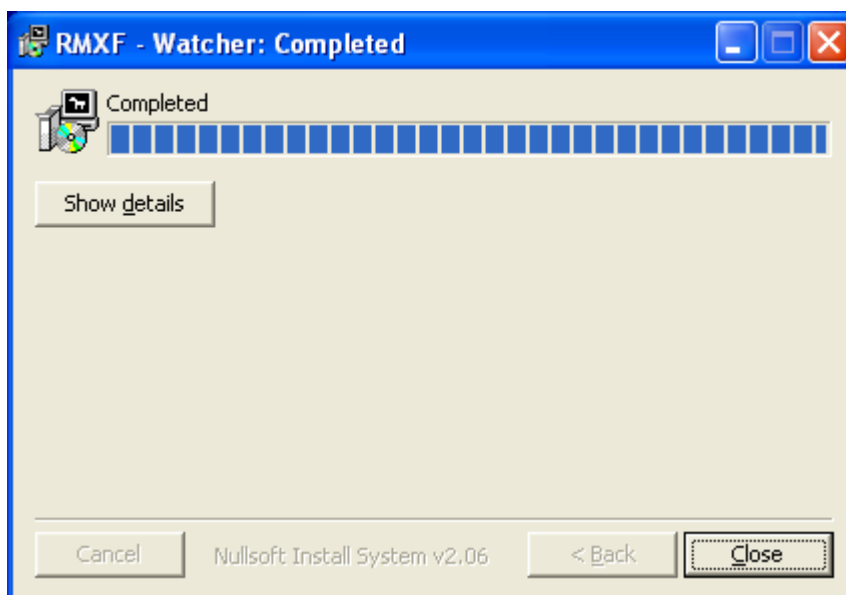 RMXF - Watcher: Completed
Completed
Show details
Cancel Nullsoft Install System v2.06 < Back Close